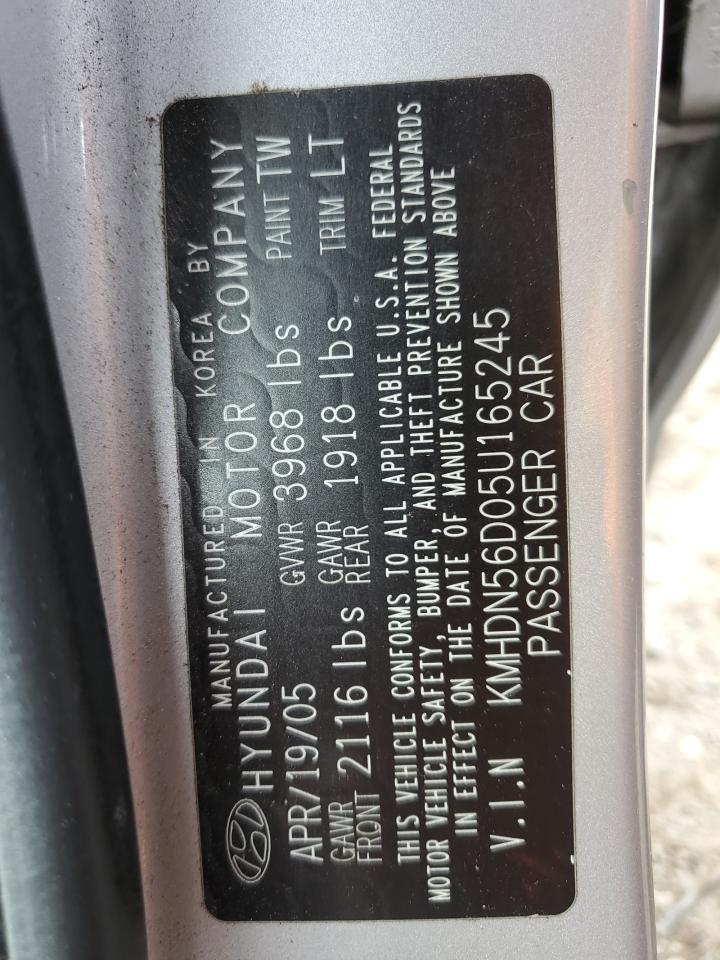 MANUFACTURED IN KOREA BY
HYUNDAI MOTOR COMPANY
APR/19/05 GVWR 3968 lbs PAINT TW
GAWR FRONT 2116 lbs GAWR REAR 1918 lbs TRIM LT
THIS VEHICLE CONFORMS TO ALL APPLICABLE U.S.A. FEDERAL
MOTOR VEHICLE SAFETY, BUMPER, AND THEFT PREVENTION STANDARDS
IN EFFECT ON THE DATE OF MANUFACTURE SHOWN ABOVE
V.I.N KMHDN56D05U165245
PASSENGER CAR